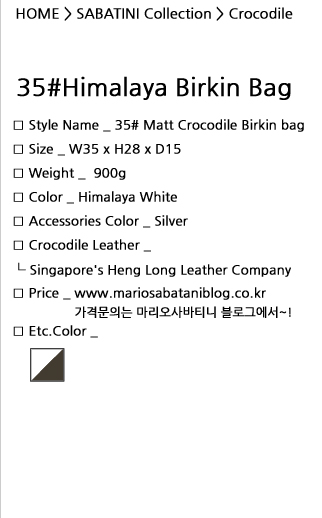 HOME > SABATINI Collection > Crocodile
35#Himalaya Birkin Bag
□ Style Name _ 35# Matt Crocodile Birkin bag
□ Size _ W35 x H28 x D15
□ Weight _ 900g
□ Color _ Himalaya White
□ Accessories Color _ Silver
□ Crocodile Leather _
└ Singapore's Heng Long Leather Company
□ Price _ www.mariosabataniblog.co.kr
가격문의는 마리오사바티니 블로그에서~!
□ Etc.Color _